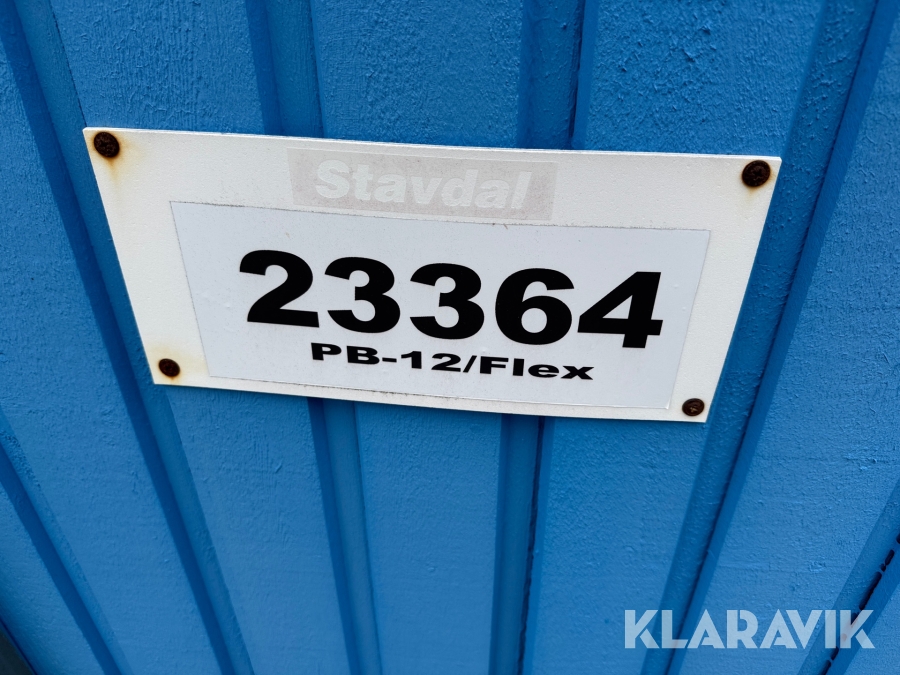 Stavdal
23364
PB-12/Flex
KLARAVIK